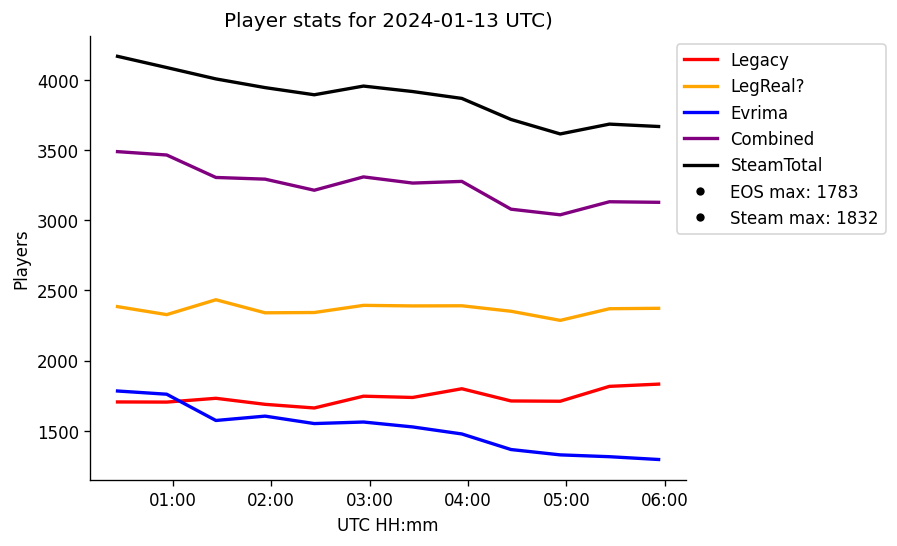 Player stats for 2024-01-13 UTC)
Players
4000
3500
3000
2500
2000
1500
01:00
02:00
03:00
04:00
05:00
06:00
UTC HH:mm
Legacy
LegReal?
Evrima
Combined
SteamTotal
EOS max: 1783
Steam max: 1832